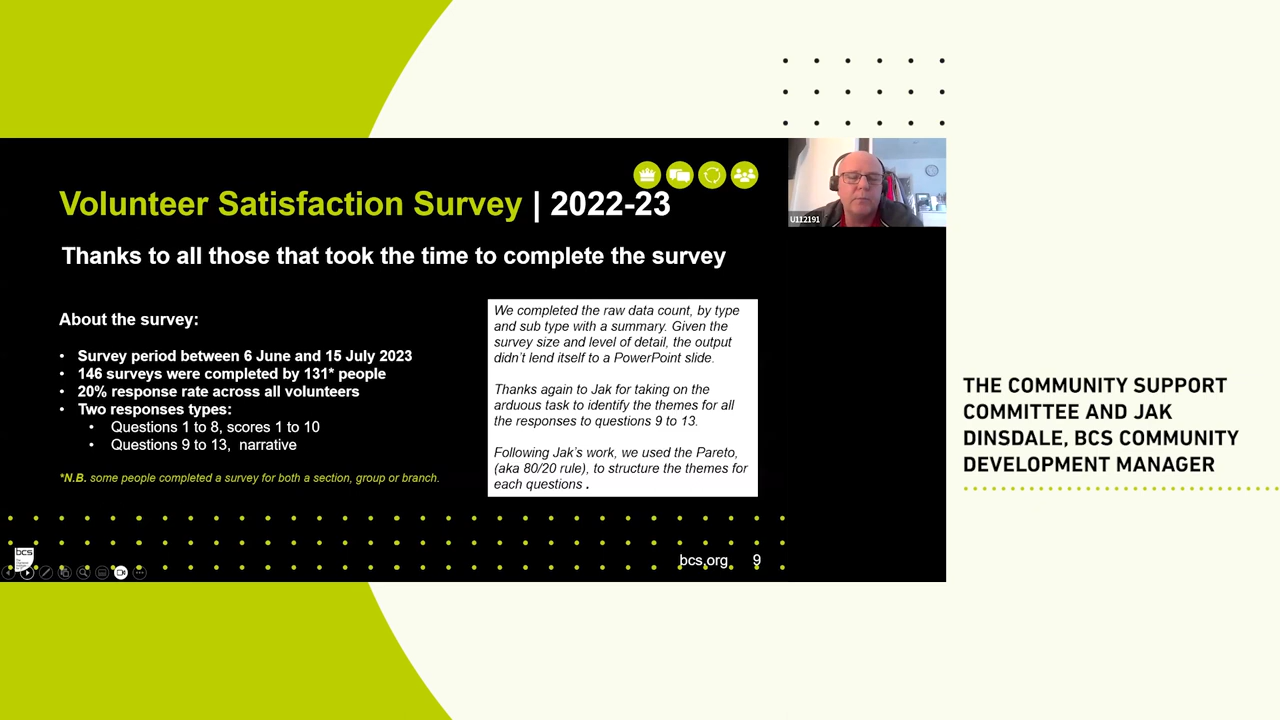 Volunteer Satisfaction Survey | 2022-23
Thanks to all those that took the time to complete the survey
About the survey:
• Survey period between 6 June and 15 July 2023
• 146 surveys were completed by 131* people
• 20% response rate across all volunteers
• Two responses types:
• Questions 1 to 8, scores 1 to 10
• Questions 9 to 13, narrative
*N.B. some people completed a survey for both a section, group or branch.
We completed the raw data count, by type
and sub type with a summary. Given the
survey size and level of detail, the output
didn't lend itself to a PowerPoint slide.
Thanks again to Jak for taking on the
arduous task to identify the themes for all
the responses to questions 9 to 13.
Following Jak's work, we used the Pareto,
(aka 80/20 rule), to structure the themes for
each questions .
bcs
bcs.org 9
U112191
THE COMMUNITY SUPPORT
COMMITTEE AND JAK
DINSDALE, BCS COMMUNITY
DEVELOPMENT MANAGER